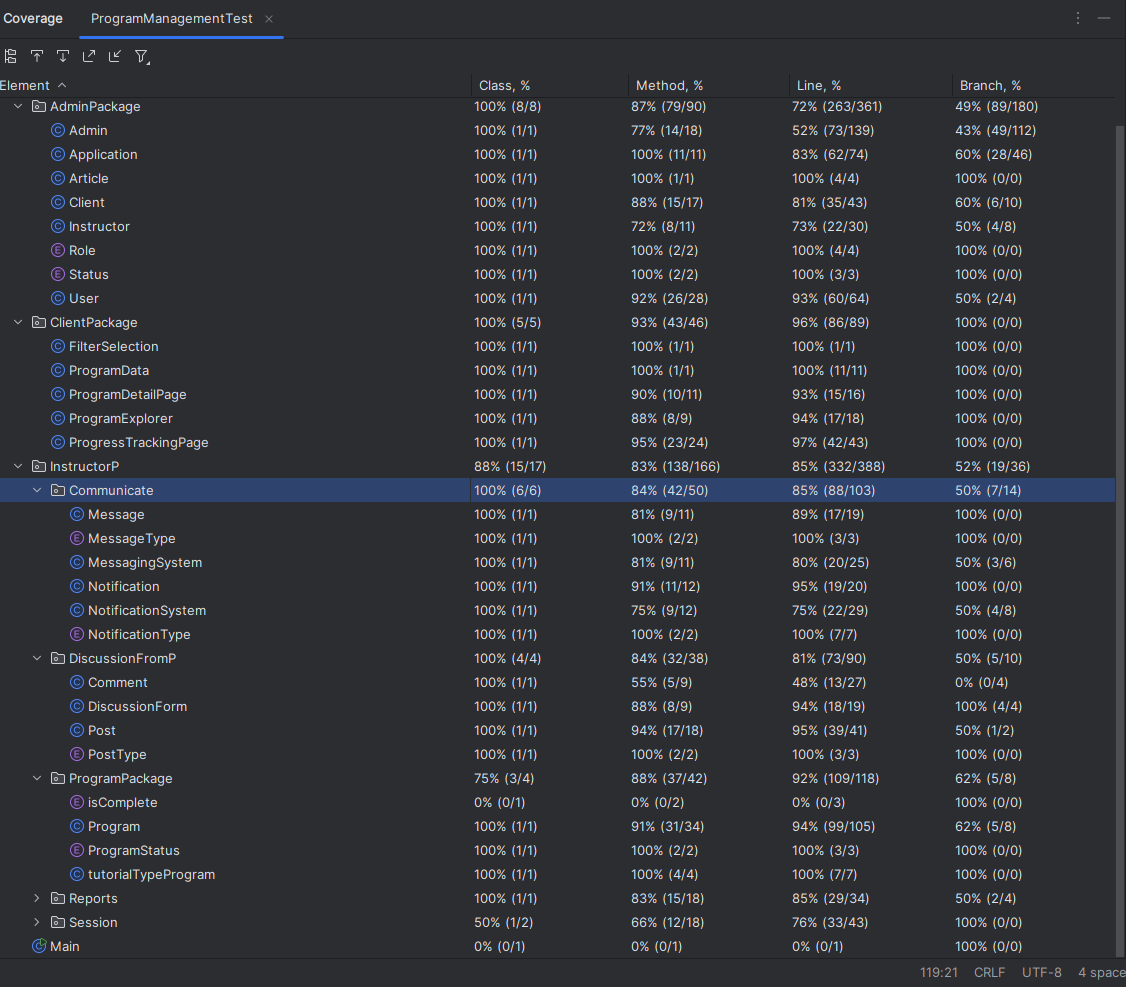 Coverage ProgramManagementTest
Element Class, % Method, % Line, % Branch, %
AdminPackage 100% (8/8) 87% (79/90) 72% (263/361) 49% (89/180)
Admin 100% (1/1) 77% (14/18) 52% (73/139) 43% (49/112)
Application 100% (1/1) 100% (11/11) 83% (62/74) 60% (28/46)
Article 100% (1/1) 100% (1/1) 100% (4/4) 100% (0/0)
Client 100% (1/1) 88% (15/17) 81% (35/43) 60% (6/10)
Instructor 100% (1/1) 72% (8/11) 73% (22/30) 50% (4/8)
Role 100% (1/1) 100% (2/2) 100% (4/4) 100% (0/0)
Status 100% (1/1) 100% (2/2) 100% (3/3) 100% (0/0)
User 100% (1/1) 92% (26/28) 93% (60/64) 50% (2/4)
ClientPackage 100% (5/5) 93% (43/46) 96% (86/89) 100% (0/0)
FilterSelection 100% (1/1) 100% (1/1) 100% (1/1) 100% (0/0)
ProgramData 100% (1/1) 100% (1/1) 100% (11/11) 100% (0/0)
ProgramDetailPage 100% (1/1) 90% (10/11) 93% (15/16) 100% (0/0)
ProgramExplorer 100% (1/1) 88% (8/9) 94% (17/18) 100% (0/0)
ProgressTrackingPage 100% (1/1) 95% (23/24) 97% (42/43) 100% (0/0)
InstructorP 88% (15/17) 83% (138/166) 85% (332/388) 52% (19/36)
Communicate 100% (6/6) 84% (42/50) 85% (88/103) 50% (7/14)
Message 100% (1/1) 81% (9/11) 89% (17/19) 100% (0/0)
MessageType 100% (1/1) 100% (2/2) 100% (3/3) 100% (0/0)
MessagingSystem 100% (1/1) 81% (9/11) 80% (20/25) 50% (3/6)
Notification 100% (1/1) 91% (11/12) 95% (19/20) 100% (0/0)
NotificationSystem 100% (1/1) 75% (9/12) 75% (22/29) 50% (4/8)
NotificationType 100% (1/1) 100% (2/2) 100% (7/7) 100% (0/0)
DiscussionFromP 100% (4/4) 84% (32/38) 81% (73/90) 50% (5/10)
Comment 100% (1/1) 55% (5/9) 48% (13/27) 0% (0/4)
DiscussionForm 100% (1/1) 88% (8/9) 94% (18/19) 100% (4/4)
Post 100% (1/1) 94% (17/18) 95% (39/41) 50% (1/2)
PostType 100% (1/1) 100% (2/2) 100% (3/3) 100% (0/0)
ProgramPackage 75% (3/4) 88% (37/42) 92% (109/118) 62% (5/8)
isComplete 0% (0/1) 0% (0/2) 0% (0/3) 100% (0/0)
Program 100% (1/1) 91% (31/34) 94% (99/105) 62% (5/8)
ProgramStatus 100% (1/1) 100% (2/2) 100% (3/3) 100% (0/0)
tutorialTypeProgram 100% (1/1) 100% (4/4) 100% (7/7) 100% (0/0)
Reports 100% (1/1) 83% (15/18) 85% (29/34) 50% (2/4)
Session 50% (1/2) 66% (12/18) 76% (33/43) 100% (0/0)
Main 0% (0/1) 0% (0/1) 0% (0/1) 100% (0/0)
119:21 CRLF UTF-8 4 space